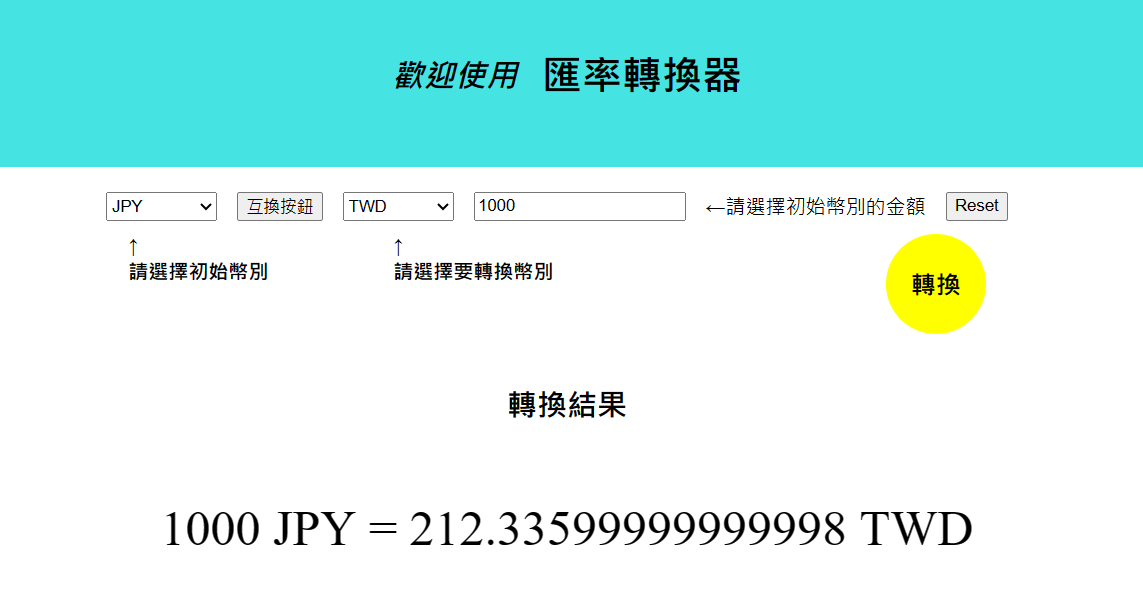 歡迎使用 匯率轉換器
JPY 互換按鈕 TWD 1000 ←請選擇初始幣別的金額 Reset
↑ ↑
請選擇初始幣別 請選擇要轉換幣別
轉換
轉換結果
1000 JPY = 212.33599999999998 TWD